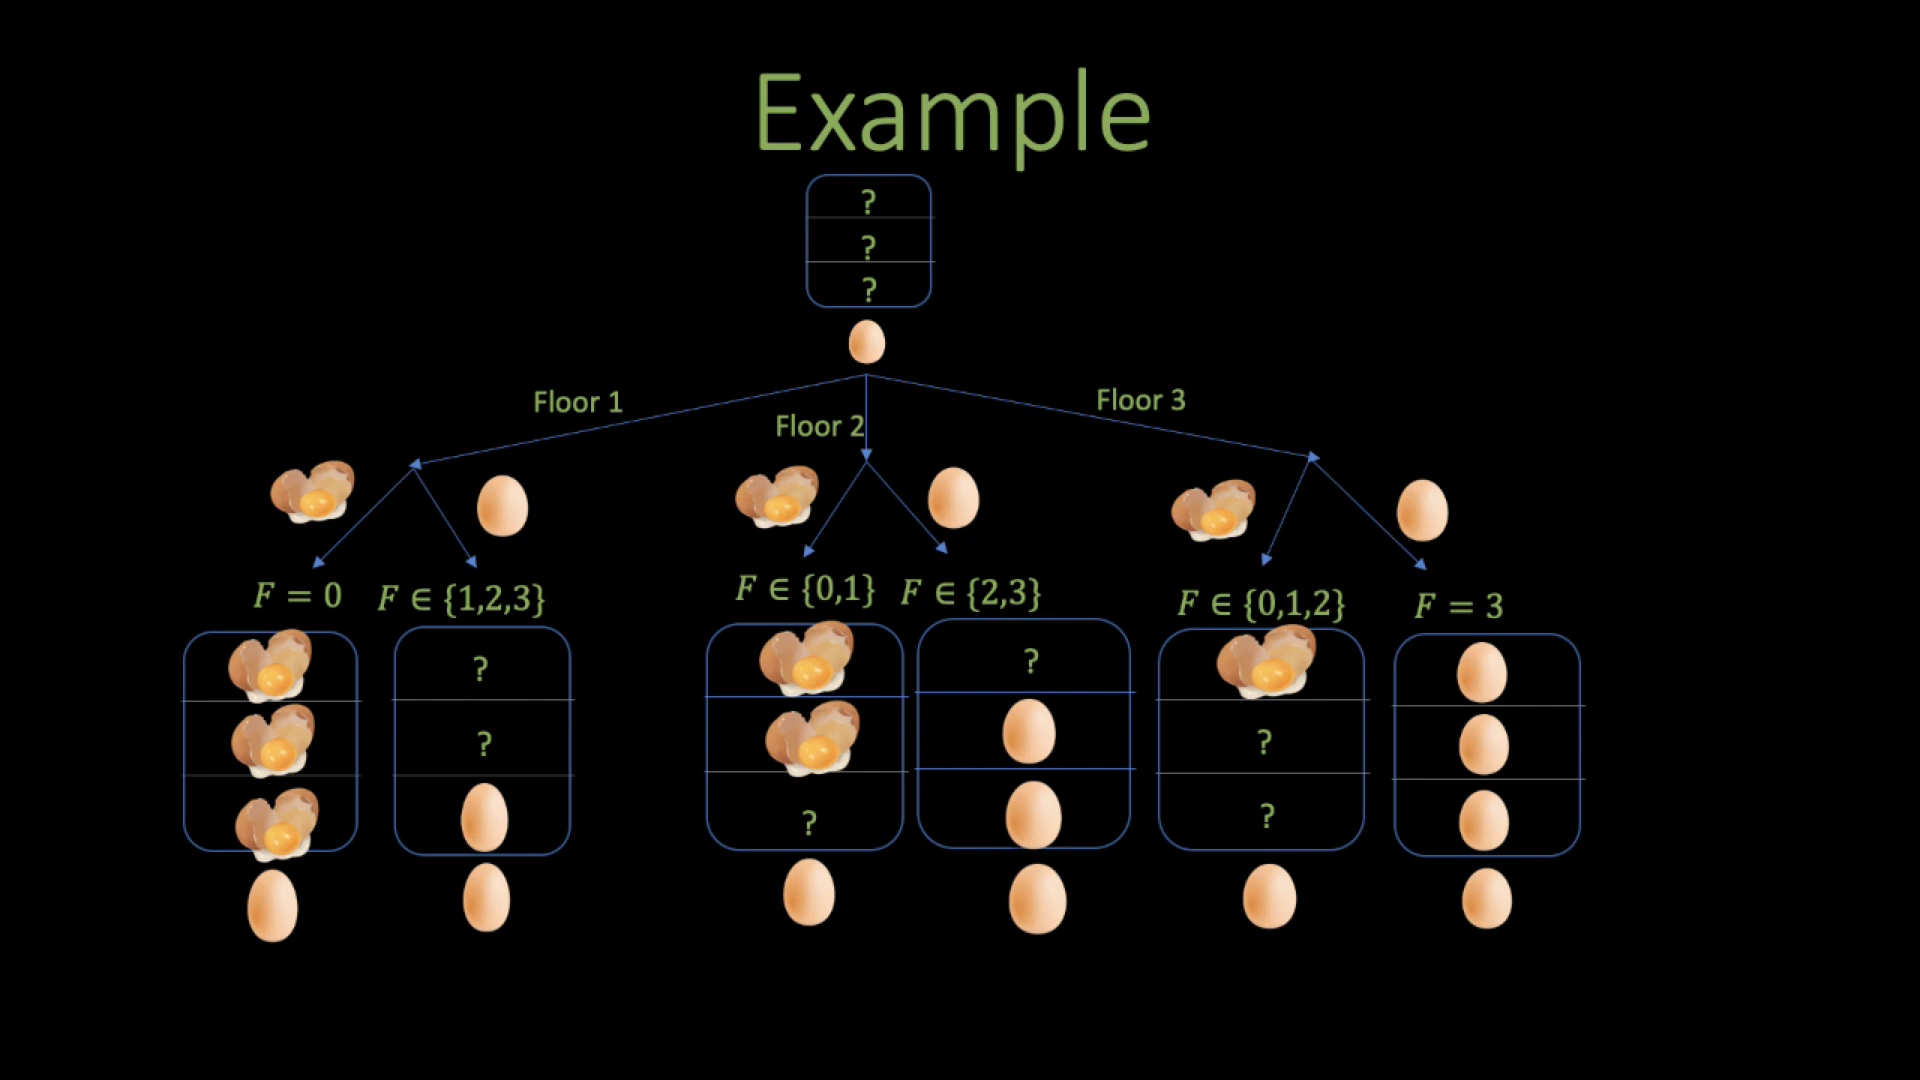 Example
?
?
?
Floor 1
Floor 2
Floor 3
F = 0
F ∈ {1,2,3}
F ∈ {0,1}
F ∈ {2,3}
F ∈ {0,1,2}
F = 3
?
?
?
?
?
?